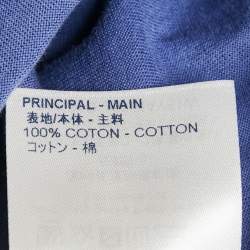 PRINCIPAL - MAIN
表地/本体 - 主料
100% COTON - COTTON
コットン - 棉